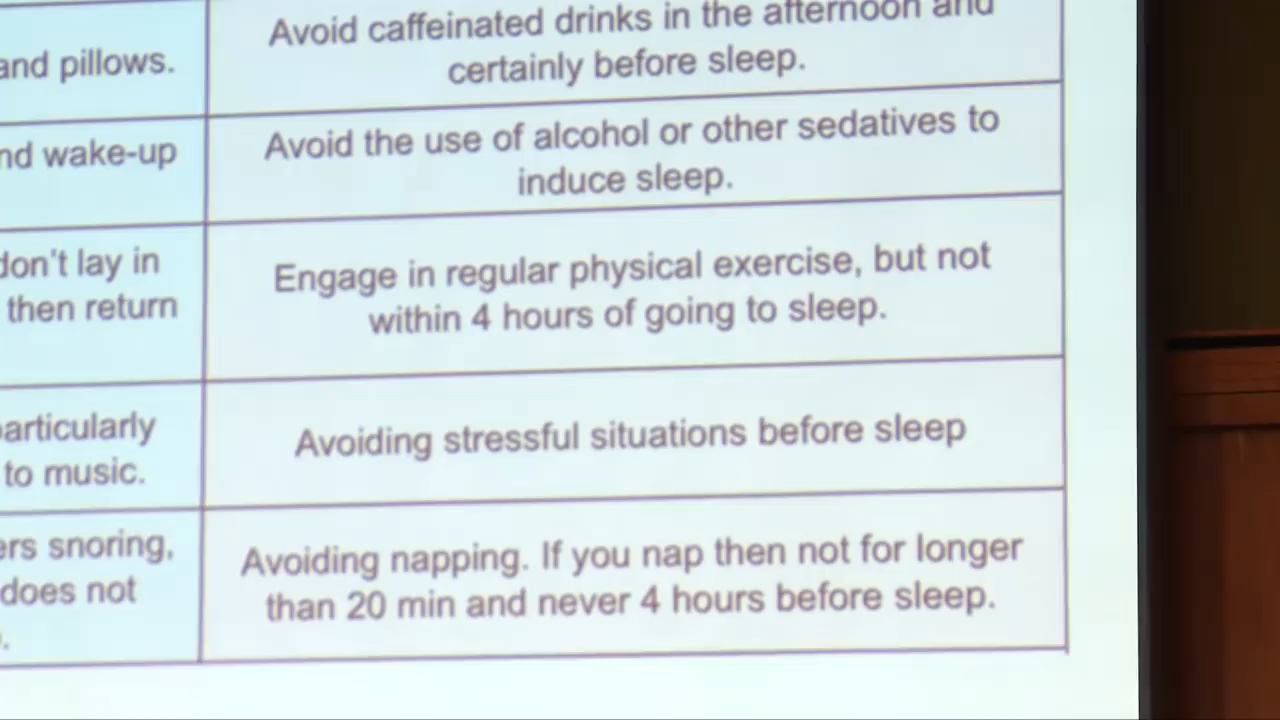 and pillows.
Avoid caffeinated drinks in the afternoon and
certainly before sleep.
wake-up
Avoid the use of alcohol or other sedatives to
induce sleep.
don't lay in
then return
Engage in regular physical exercise, but not
within 4 hours of going to sleep.
particularly
to music.
Avoiding stressful situations before sleep
snoring,
does not
Avoiding napping. If you nap then not for longer
than 20 min and never 4 hours before sleep.